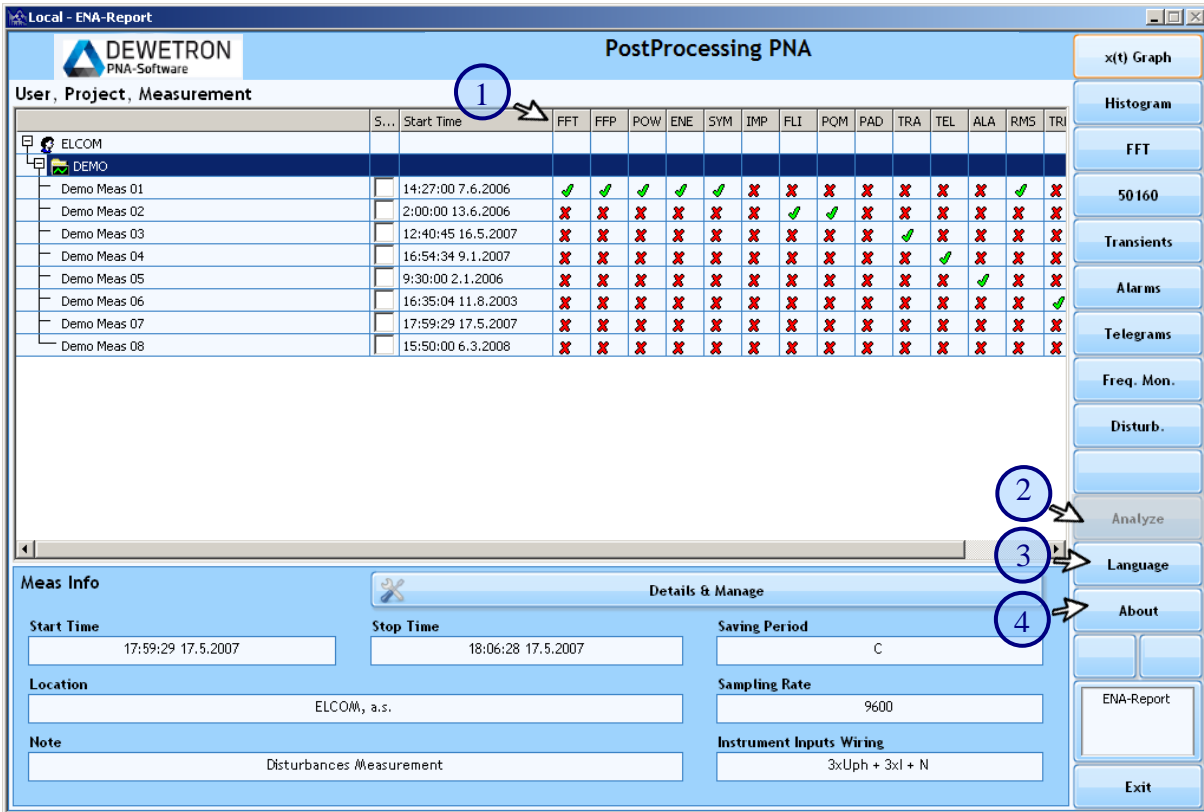 Local - ENA-Report
DEWETRON
PNA-Software
PostProcessing PNA
x(t) Graph
User, Project, Measurement
1
Histogram
S... Start Time FFT FFP POW ENE SYM IMP FLI PQM PAD TRA TEL ALA RMS TRI
ELCOM
FFT
DEMO
Demo Meas 01 14:27:00 7.6.2006
50160
Demo Meas 02 2:00:00 13.6.2006
Demo Meas 03 12:40:45 16.5.2007
Transients
Demo Meas 04 16:54:34 9.1.2007
Demo Meas 05 9:30:00 2.1.2006
Alarms
Demo Meas 06 16:35:04 11.8.2003
Demo Meas 07 17:59:29 17.5.2007
Telegrams
Demo Meas 08 15:50:00 6.3.2008
Freq. Mon.
Disturb.
2
Analyze
3
Language
Meas Info
Details & Manage
4
About
Start Time Stop Time Saving Period
17:59:29 17.5.2007 18:06:28 17.5.2007 C
Location Sampling Rate
ELCOM, a.s. 9600
ENA-Report
Note Instrument Inputs Wiring
Disturbances Measurement 3xUph + 3xI + N
Exit